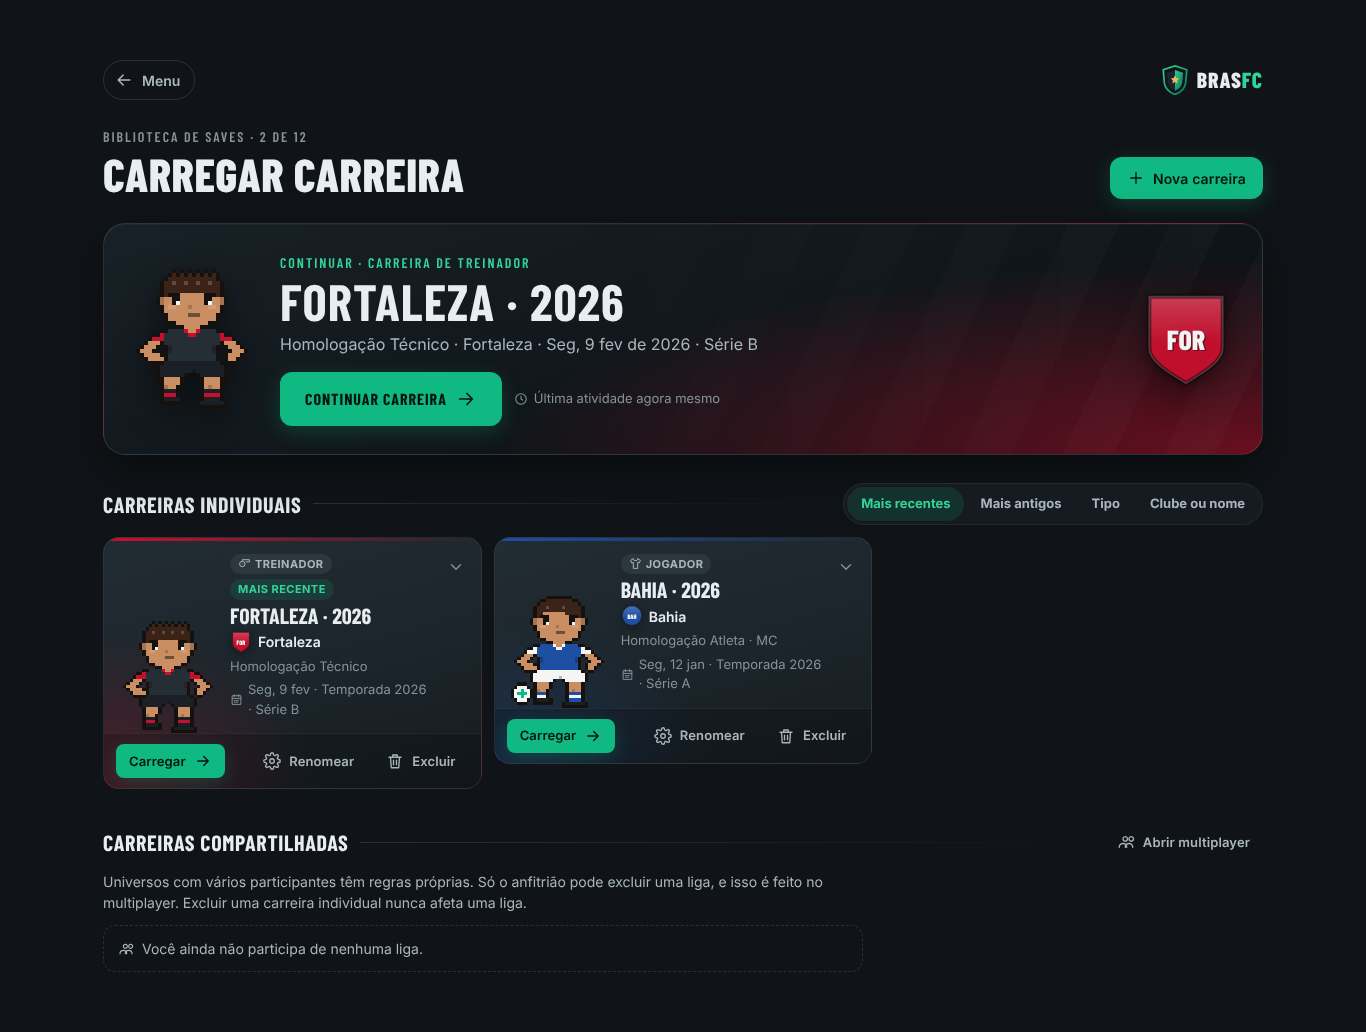 Menu
BRASFC
BIBLIOTECA DE SAVES · 2 DE 12
CARREGAR CARREIRA
Nova carreira
CONTINUAR · CARREIRA DE TREINADOR
FORTALEZA · 2026
Homologação Técnico · Fortaleza · Seg, 9 fev de 2026 · Série B
CONTINUAR CARREIRA
Última atividade agora mesmo
FOR
CARREIRAS INDIVIDUAIS
Mais recentes
Mais antigos
Tipo
Clube ou nome
TREINADOR
MAIS RECENTE
FORTALEZA · 2026
FOR
Fortaleza
Homologação Técnico
Seg, 9 fev · Temporada 2026
· Série B
Carregar
Renomear
Excluir
JOGADOR
BAHIA · 2026
BAH
Bahia
Homologação Atleta · MC
Seg, 12 jan · Temporada 2026
· Série A
Carregar
Renomear
Excluir
CARREIRAS COMPARTILHADAS
Abrir multiplayer
Universos com vários participantes têm regras próprias. Só o anfitrião pode excluir uma liga, e isso é feito no
multiplayer. Excluir uma carreira individual nunca afeta uma liga.
Você ainda não participa de nenhuma liga.